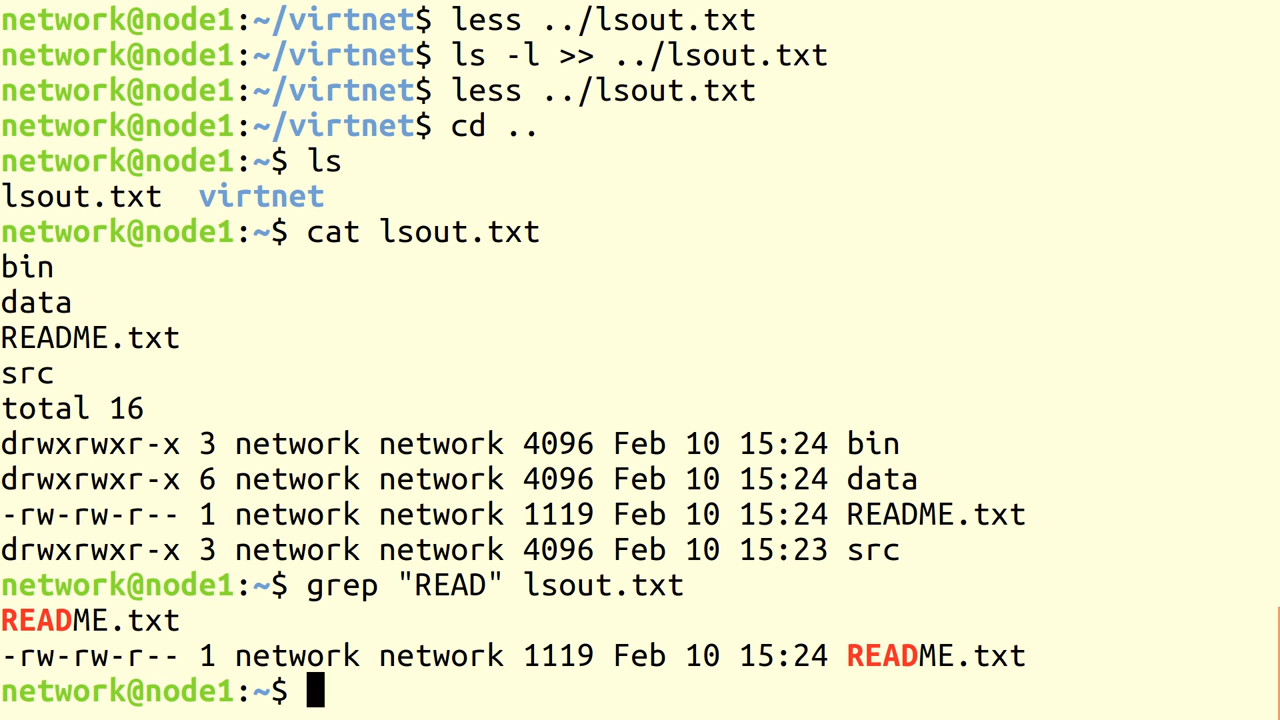 network@node1:~/virtnet$ less ../lsout.txt
network@node1:~/virtnet$ ls -l >> ../lsout.txt
network@node1:~/virtnet$ less ../lsout.txt
network@node1:~/virtnet$ cd ..
network@node1:~$ ls
lsout.txt  virtnet
network@node1:~$ cat lsout.txt
bin
data
README.txt
src
total 16
drwxrwxr-x 3 network network 4096 Feb 10 15:24 bin
drwxrwxr-x 6 network network 4096 Feb 10 15:24 data
-rw-rw-r-- 1 network network 1119 Feb 10 15:24 README.txt
drwxrwxr-x 3 network network 4096 Feb 10 15:23 src
network@node1:~$ grep "READ" lsout.txt
README.txt
-rw-rw-r-- 1 network network 1119 Feb 10 15:24 README.txt
network@node1:~$